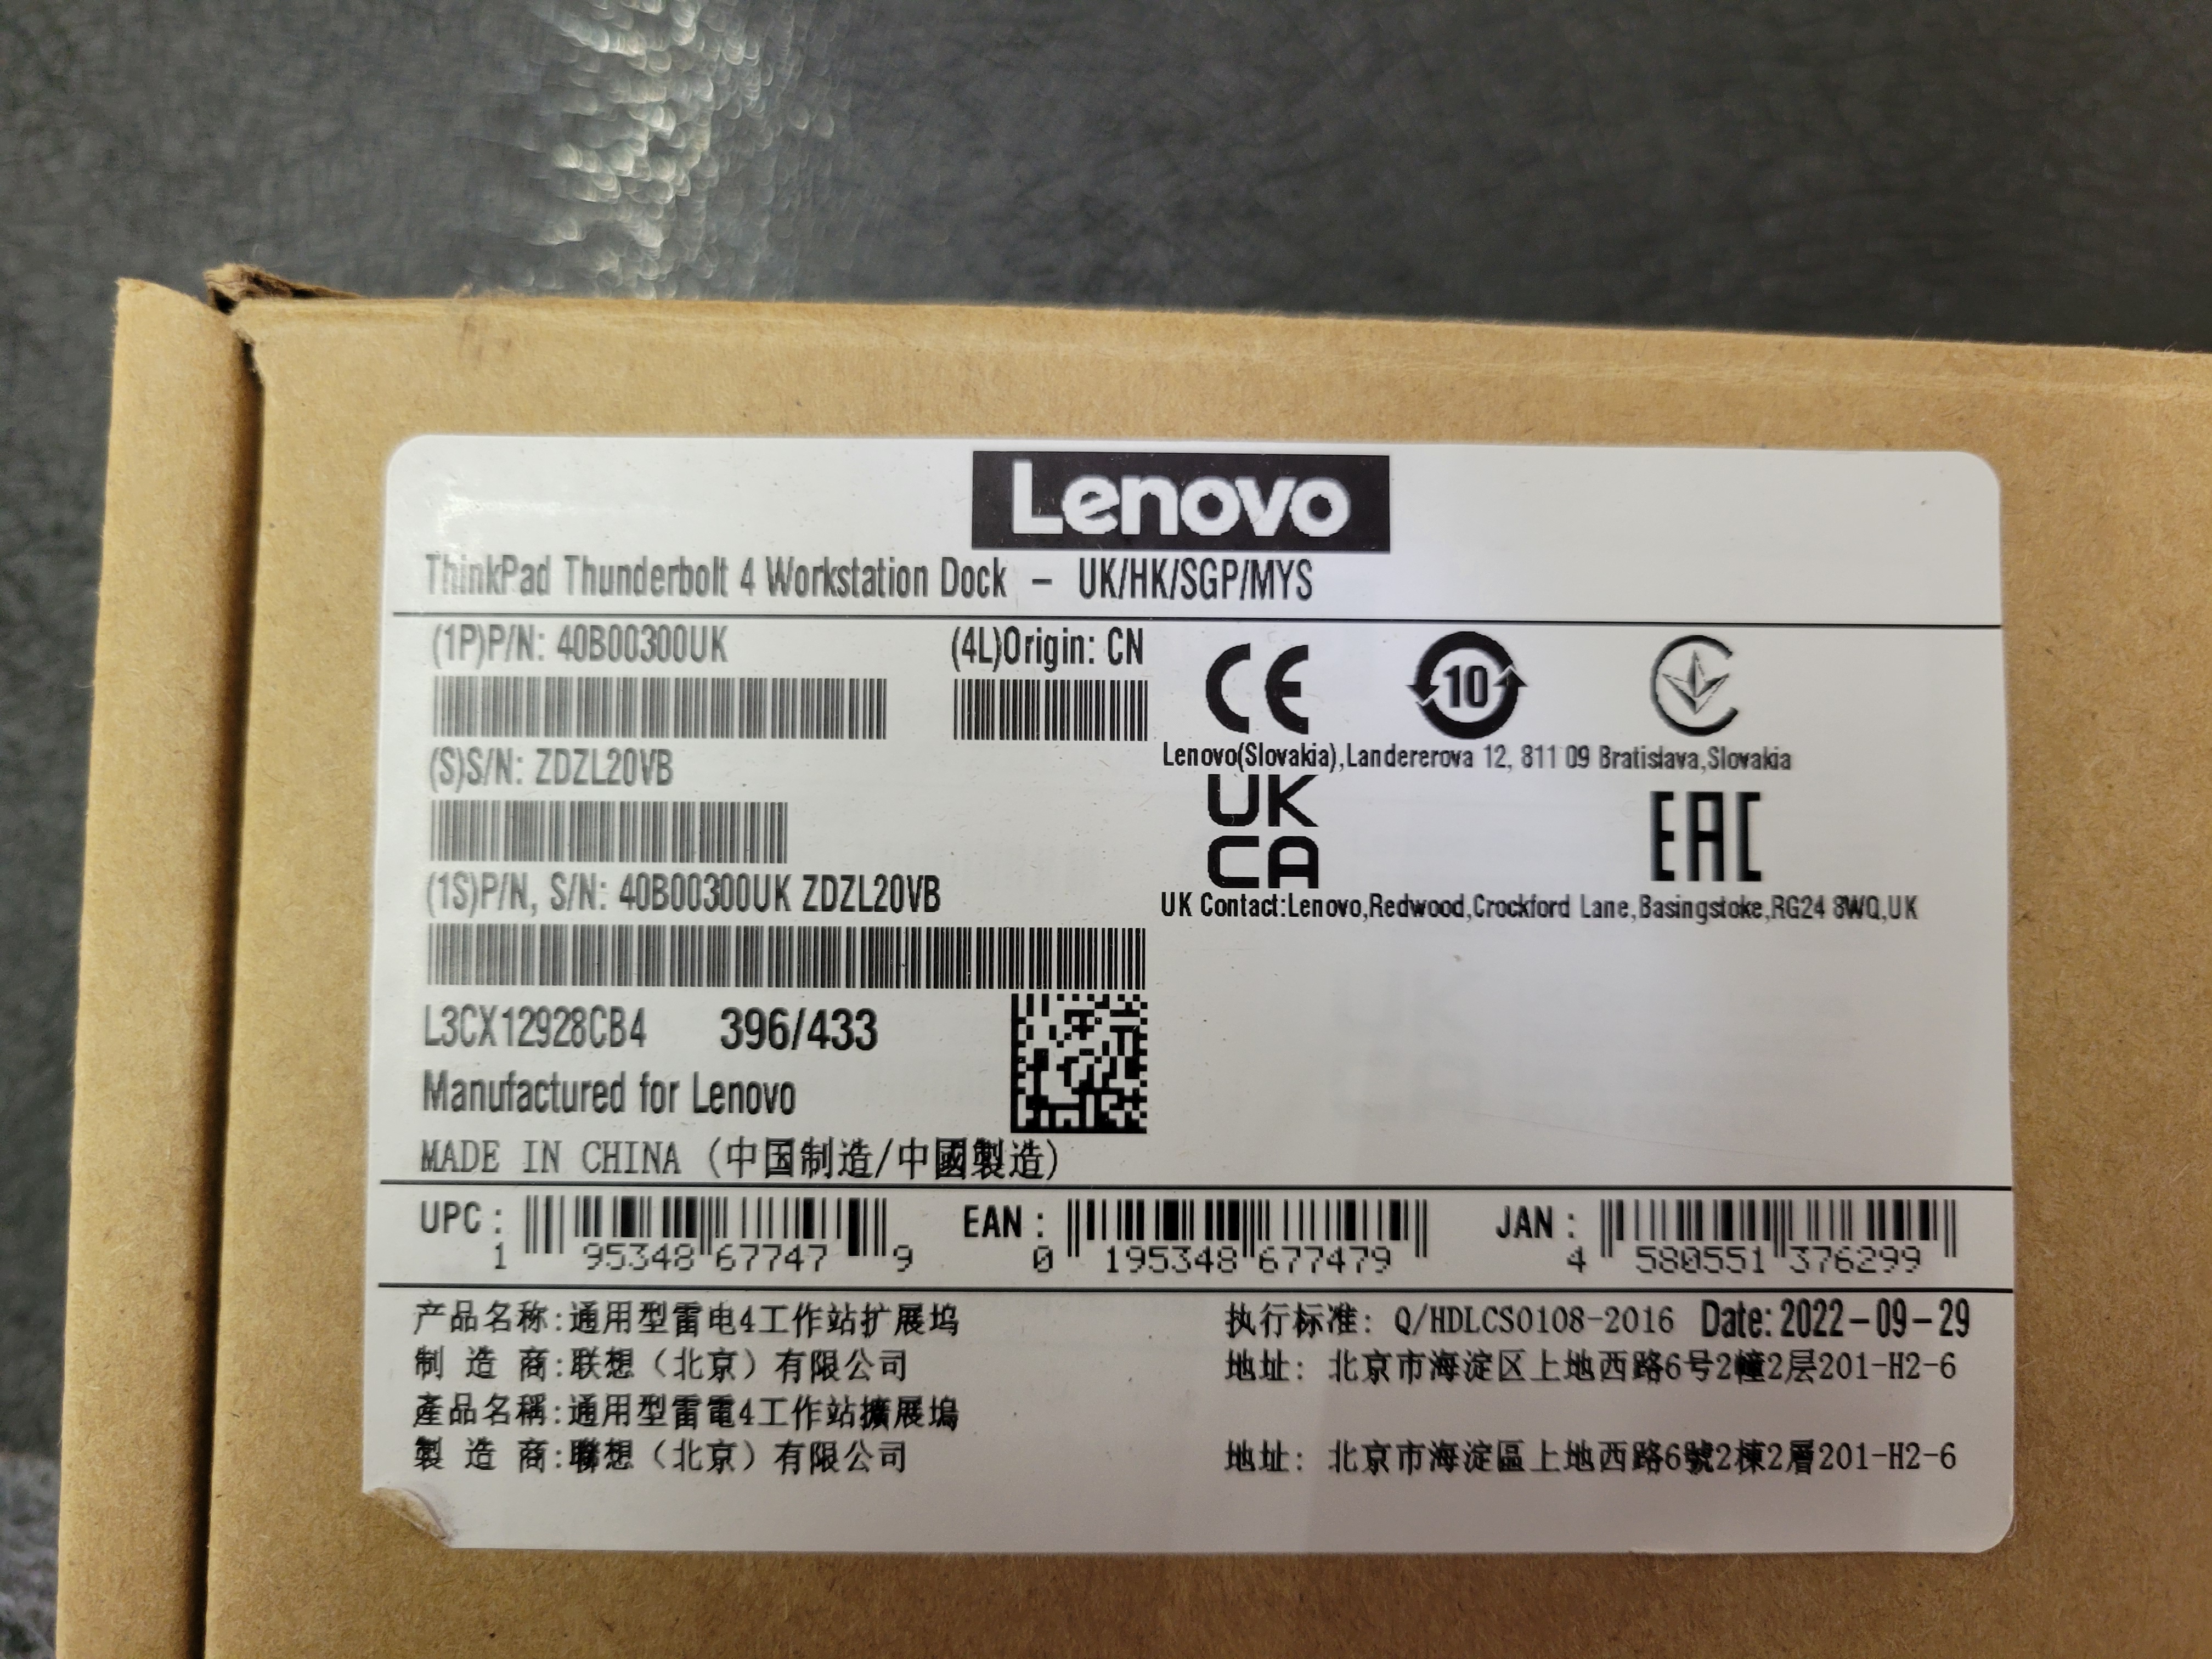 Lenovo
ThinkPad Thunderbolt 4 Workstation Dock – UK/HK/SGP/MYS
(1P)P/N: 40B00300UK
(4L)Origin: CN
CE
10
Lenovo(Slovakia),Landererova 12, 811 09 Bratislava,Slovakia
(S)S/N: ZDZL20VB
UK
CA
EAC
(1S)P/N, S/N: 40B00300UK ZDZL20VB
UK Contact:Lenovo,Redwood,Crockford Lane,Basingstoke,RG24 8WQ,UK
L3CX12928CB4 396/433
Manufactured for Lenovo
MADE IN CHINA (中国制造/中國製造)
UPC : 1 95348 67747 9
EAN : 0 195348 677479
JAN : 4 580551 376299
产品名称:通用型雷电4工作站扩展坞
执行标准: Q/HDLCS0108-2016 Date: 2022-09-29
制 造 商:联想（北京）有限公司
地址: 北京市海淀区上地西路6号2幢2层201-H2-6
產品名稱:通用型雷電4工作站擴展塢
製 造 商:聯想（北京）有限公司
地址: 北京市海淀區上地西路6號2棟2層201-H2-6